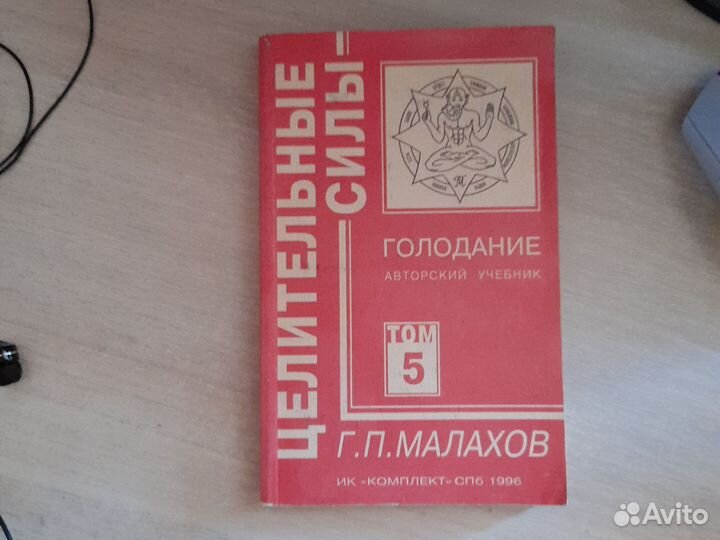 ЦЕЛИТЕЛЬНЫЕ
СИЛЫ
ГОЛОДАНИЕ
АВТОРСКИЙ УЧЕБНИК
ТОМ
5
Г.П.МАЛАХОВ
ИК «КОМПЛЕКТ» СПб 1996
Avito